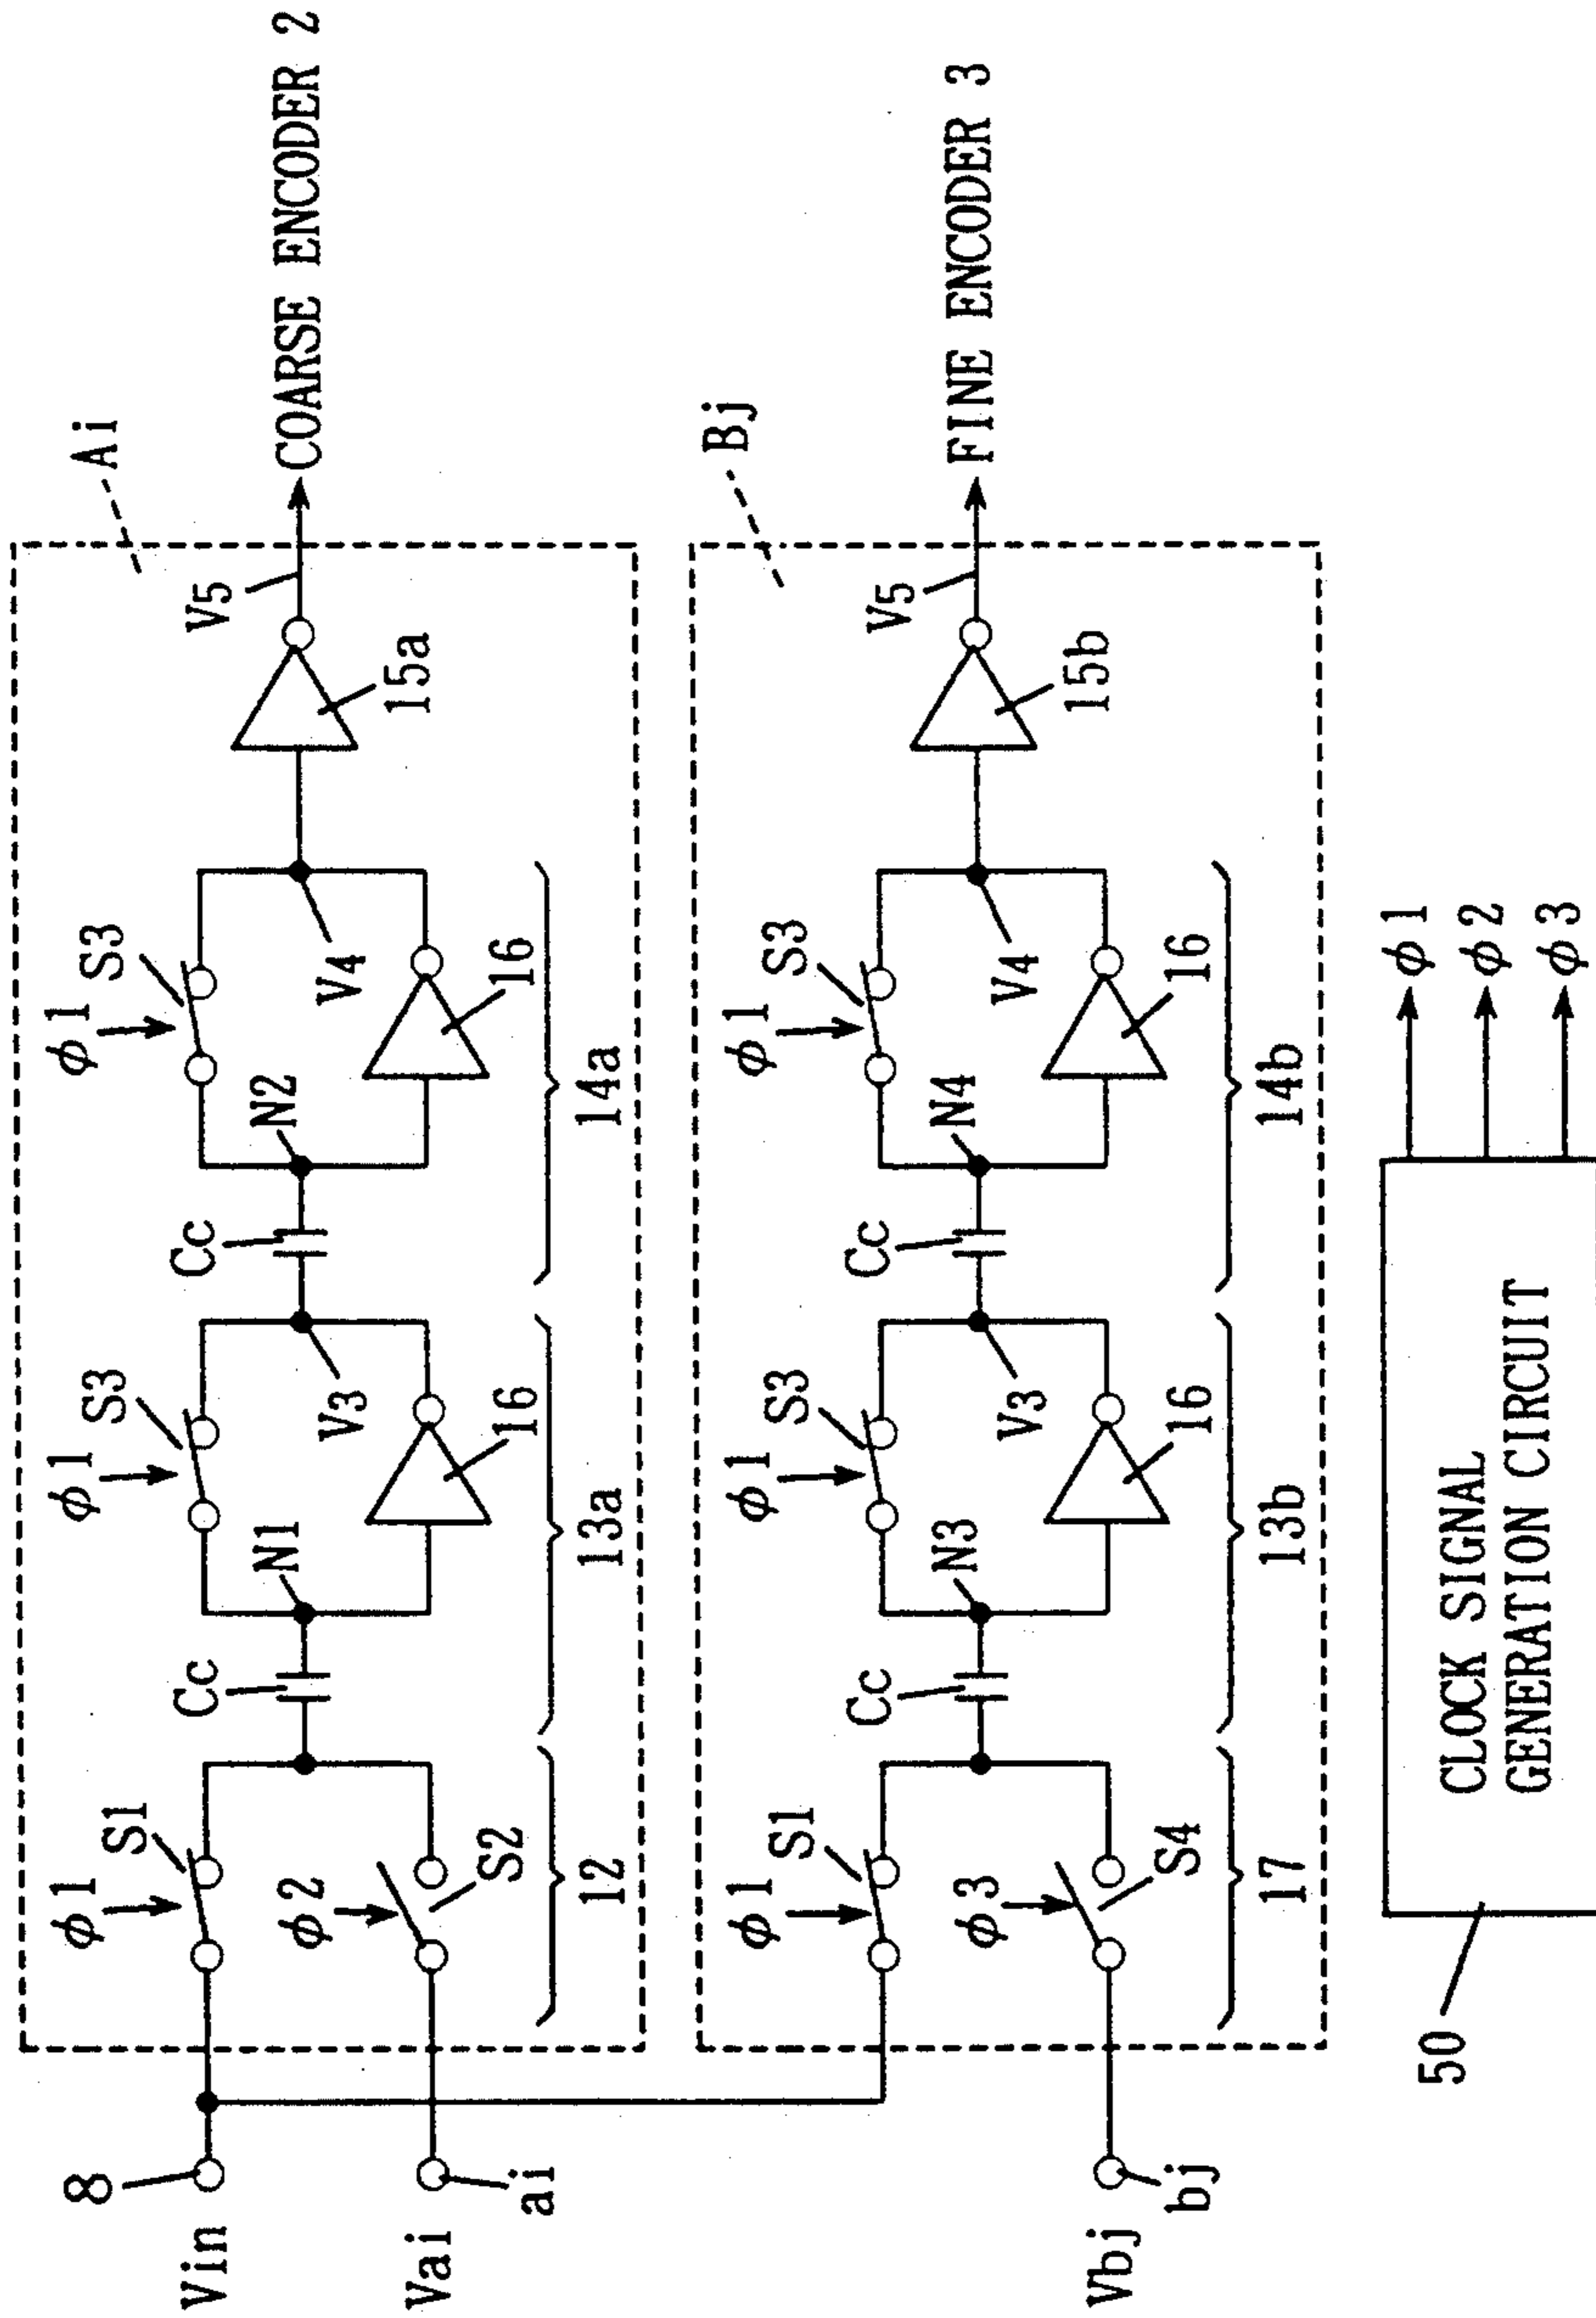 Ai
φ1
S1
φ2
S2
12
Cc
N1
φ1
S3
V3
16
13a
Cc
N2
φ1
S3
V4
16
14a
15a
V5
COARSE ENCODER 2
8
Vin
Vai
ai
Bj
φ1
S1
φ3
S4
17
Cc
N3
φ1
S3
V3
16
13b
Cc
N4
φ1
S3
V4
16
14b
15b
V5
FINE ENCODER 3
Vbj
bj
50
CLOCK SIGNAL
GENERATION CIRCUIT
φ1
φ2
φ3